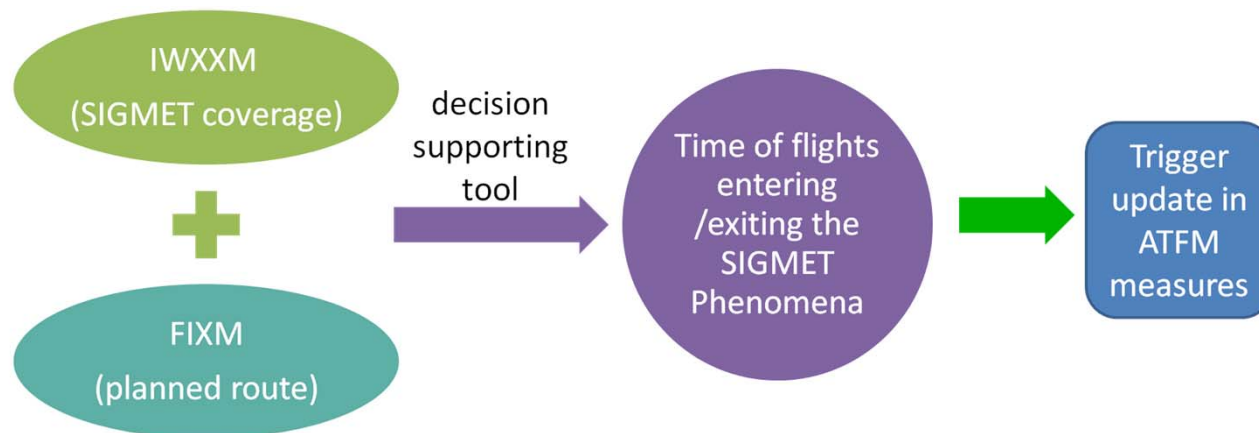 IWXXM
(SIGMET coverage)
FIXM
(planned route)
decision
supporting
tool
Time of flights
entering
/exiting the
SIGMET
Phenomena
Trigger
update in
ATFM
measures